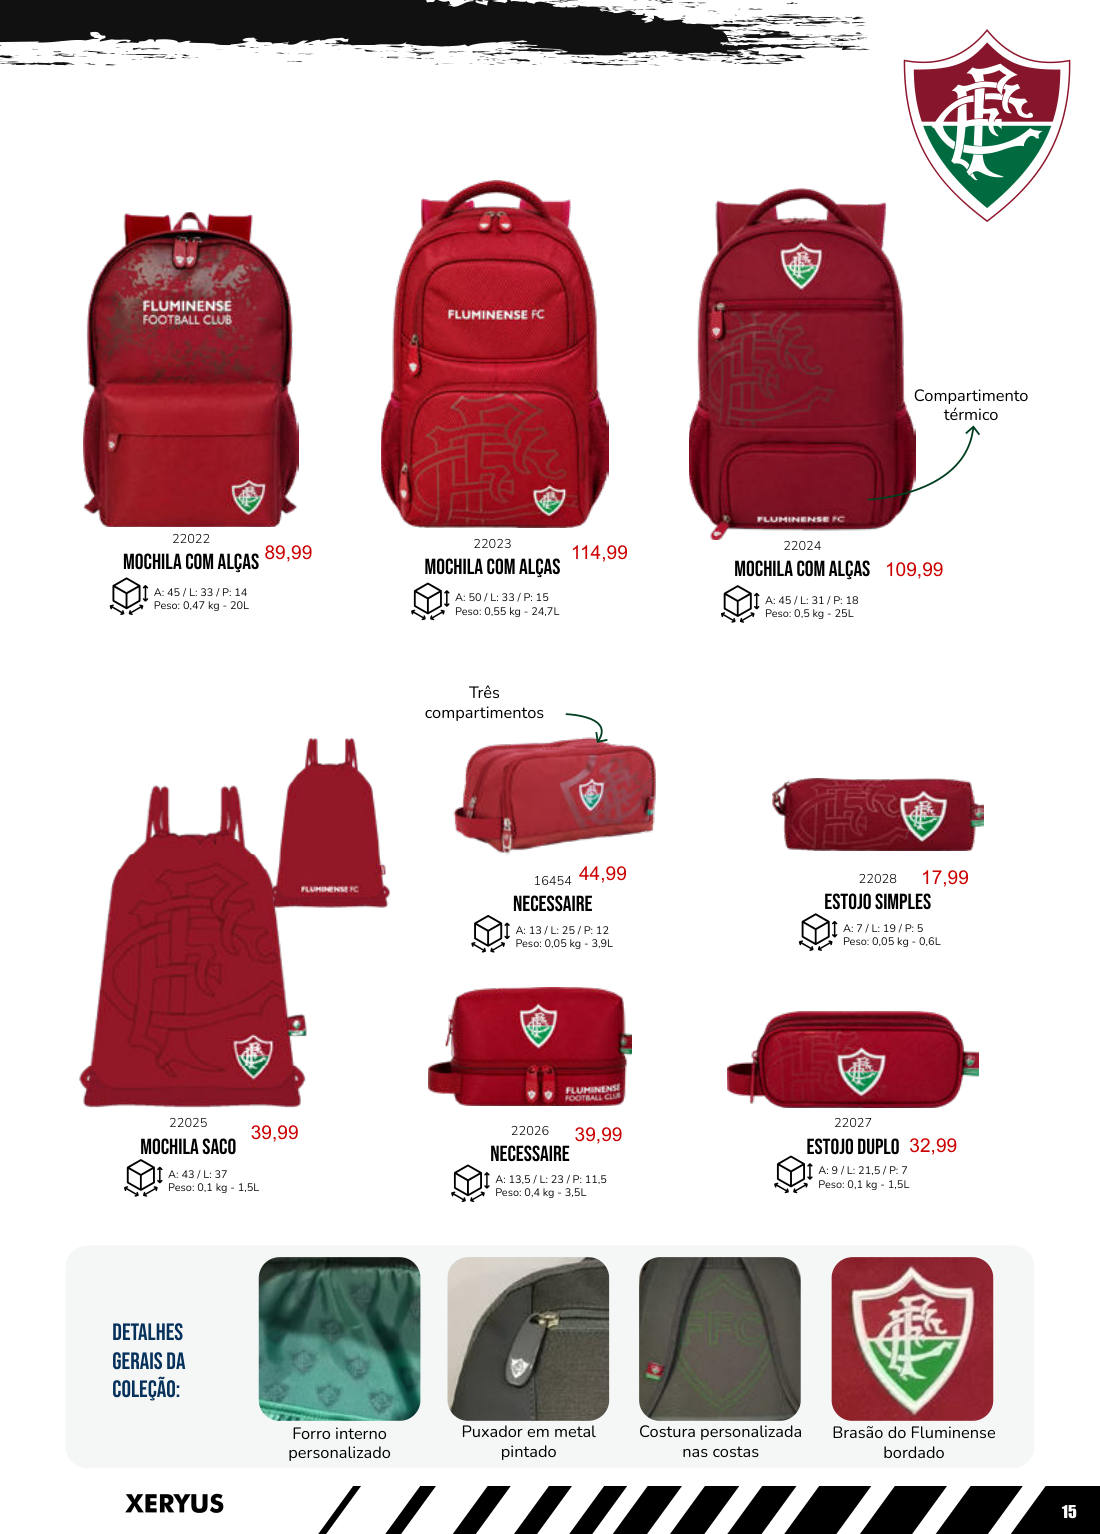 FLUMINENSE
FOOTBALL CLUB
FLUMINENSE FC
Compartimento
térmico
FLUMINENSE FC
22022
MOCHILA COM ALÇAS 89,99
A: 45 / L: 33 / P: 14
Peso: 0,47 kg - 20L
22023
MOCHILA COM ALÇAS 114,99
A: 50 / L: 33 / P: 15
Peso: 0,55 kg - 24,7L
22024
MOCHILA COM ALÇAS 109,99
A: 45 / L: 31 / P: 18
Peso: 0,5 kg - 25L
Três
compartimentos
FLUMINENSE FC
16454 44,99
NECESSAIRE
A: 13 / L: 25 / P: 12
Peso: 0,05 kg - 3,9L
22028 17,99
ESTOJO SIMPLES
A: 7 / L: 19 / P: 5
Peso: 0,05 kg - 0,6L
FLUMINENSE
FOOTBALL CLUB
22025
39,99
MOCHILA SACO
A: 43 / L: 37
Peso: 0,1 kg - 1,5L
22026 39,99
NECESSAIRE
A: 13,5 / L: 23 / P: 11,5
Peso: 0,4 kg - 3,5L
22027
ESTOJO DUPLO 32,99
A: 9 / L: 21,5 / P: 7
Peso: 0,1 kg - 1,5L
DETALHES
GERAIS DA
COLEÇÃO:
FFC
Forro interno
personalizado
Puxador em metal
pintado
Costura personalizada
nas costas
Brasão do Fluminense
bordado
XERYUS
15